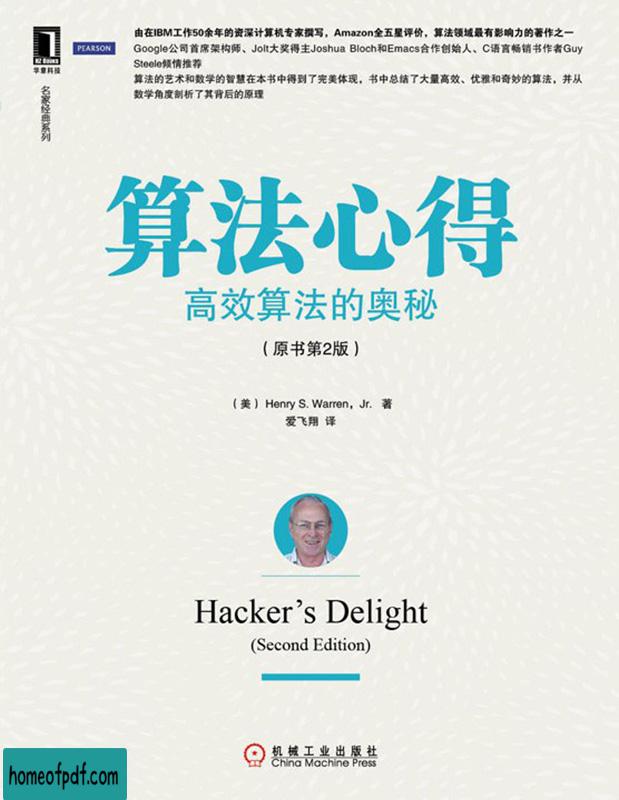 由在IBM工作50余年的资深计算机专家撰写，Amazon全五星评价，算法领域最有影响力的著作之一
Google公司首席架构师、Jolt大奖得主Joshua Bloch和Emacs合作创始人、C语言畅销书作者Guy
Steele倾情推荐
算法的艺术和数学的智慧在本书中得到了完美体现，书中总结了大量高效、优雅和奇妙的算法，并从
数学角度剖析了其背后的原理
HZ Books
华章科技
PEARSON
名家经典系列
算法心得
高效算法的奥秘
（原书第2版）
（美）Henry S. Warren，Jr. 著
爱飞翔 译
Hacker's Delight
(Second Edition)
机械工业出版社
China Machine Press
homeofpdf.com